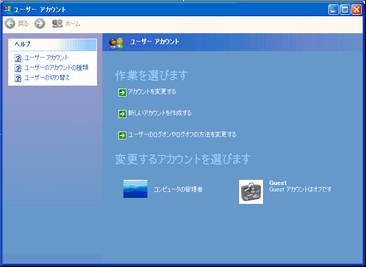 ユーザー アカウント
戻る
ホーム
ヘルプ
ユーザー アカウント
ユーザーのアカウントの種類
ユーザーの切り替え
ユーザー アカウント
作業を選びます
アカウントを変更する
新しいアカウントを作成する
ユーザーのログオンやログオフの方法を変更する
変更するアカウントを選びます
コンピュータの管理者
Guest
Guest アカウントはオフです